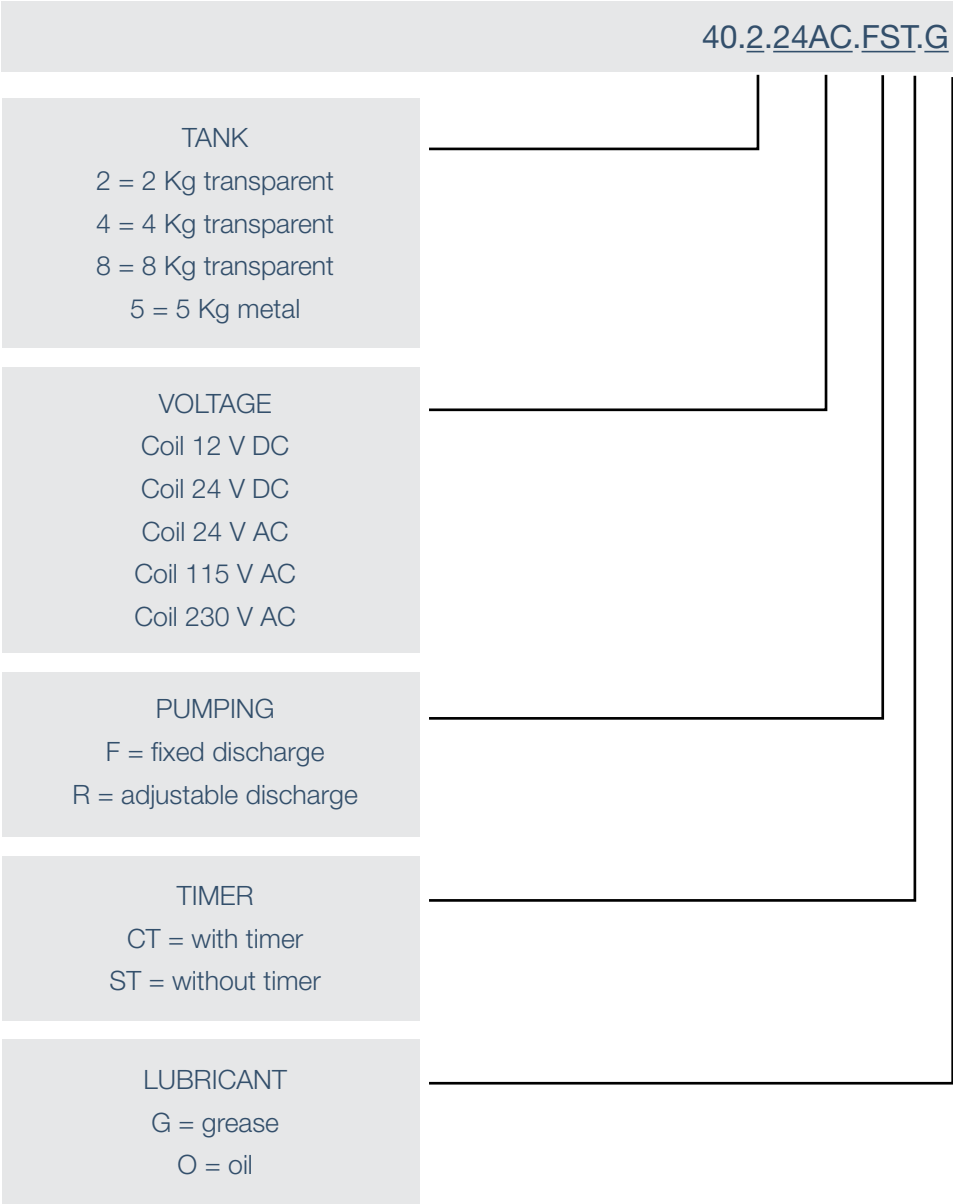 40.2.24AC.FST.G
TANK
2 = 2 Kg transparent
4 = 4 Kg transparent
8 = 8 Kg transparent
5 = 5 Kg metal
VOLTAGE
Coil 12 V DC
Coil 24 V DC
Coil 24 V AC
Coil 115 V AC
Coil 230 V AC
PUMPING
F = fixed discharge
R = adjustable discharge
TIMER
CT = with timer
ST = without timer
LUBRICANT
G = grease
O = oil